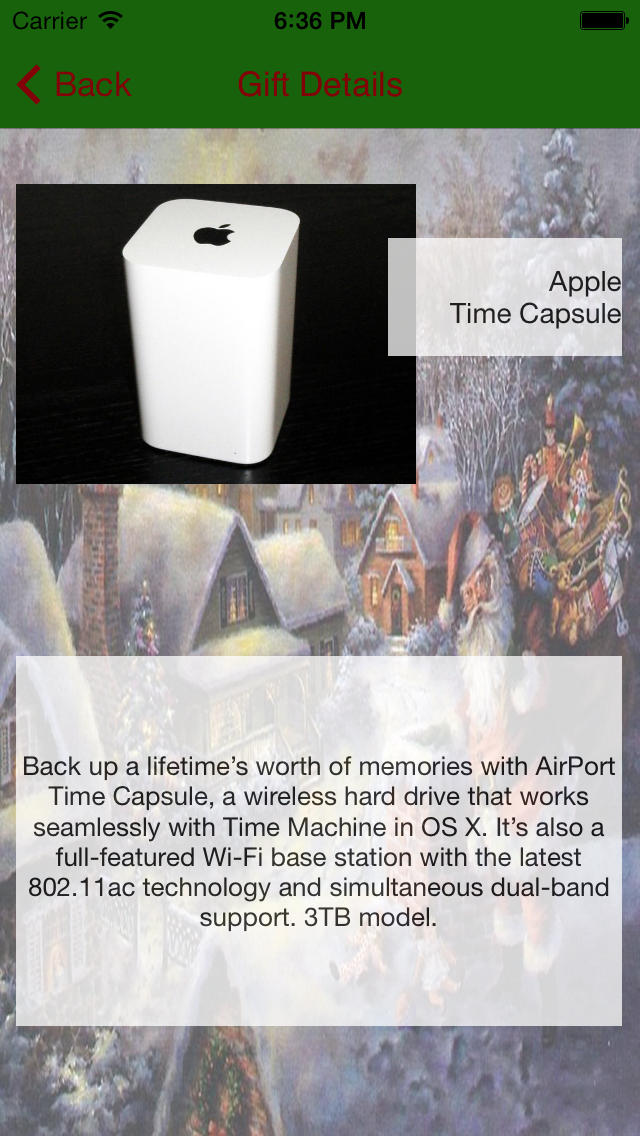 Carrier 6:36 PM
Back Gift Details
Apple
Time Capsule
Back up a lifetime’s worth of memories with AirPort
Time Capsule, a wireless hard drive that works
seamlessly with Time Machine in OS X. It’s also a
full-featured Wi-Fi base station with the latest
802.11ac technology and simultaneous dual-band
support. 3TB model.